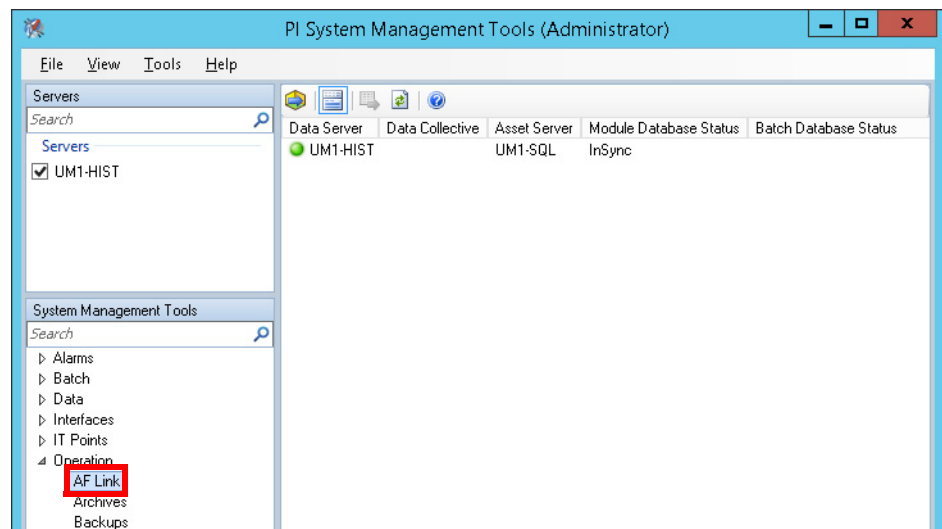 PI System Management Tools (Administrator)
File View Tools Help
Servers
Search
Servers
UM1-HIST
Data Server Data Collective Asset Server Module Database Status Batch Database Status
UM1-HIST UM1-SQL InSync
System Management Tools
Search
Alarms
Batch
Data
Interfaces
IT Points
Operation
AF Link
Archives
Backups